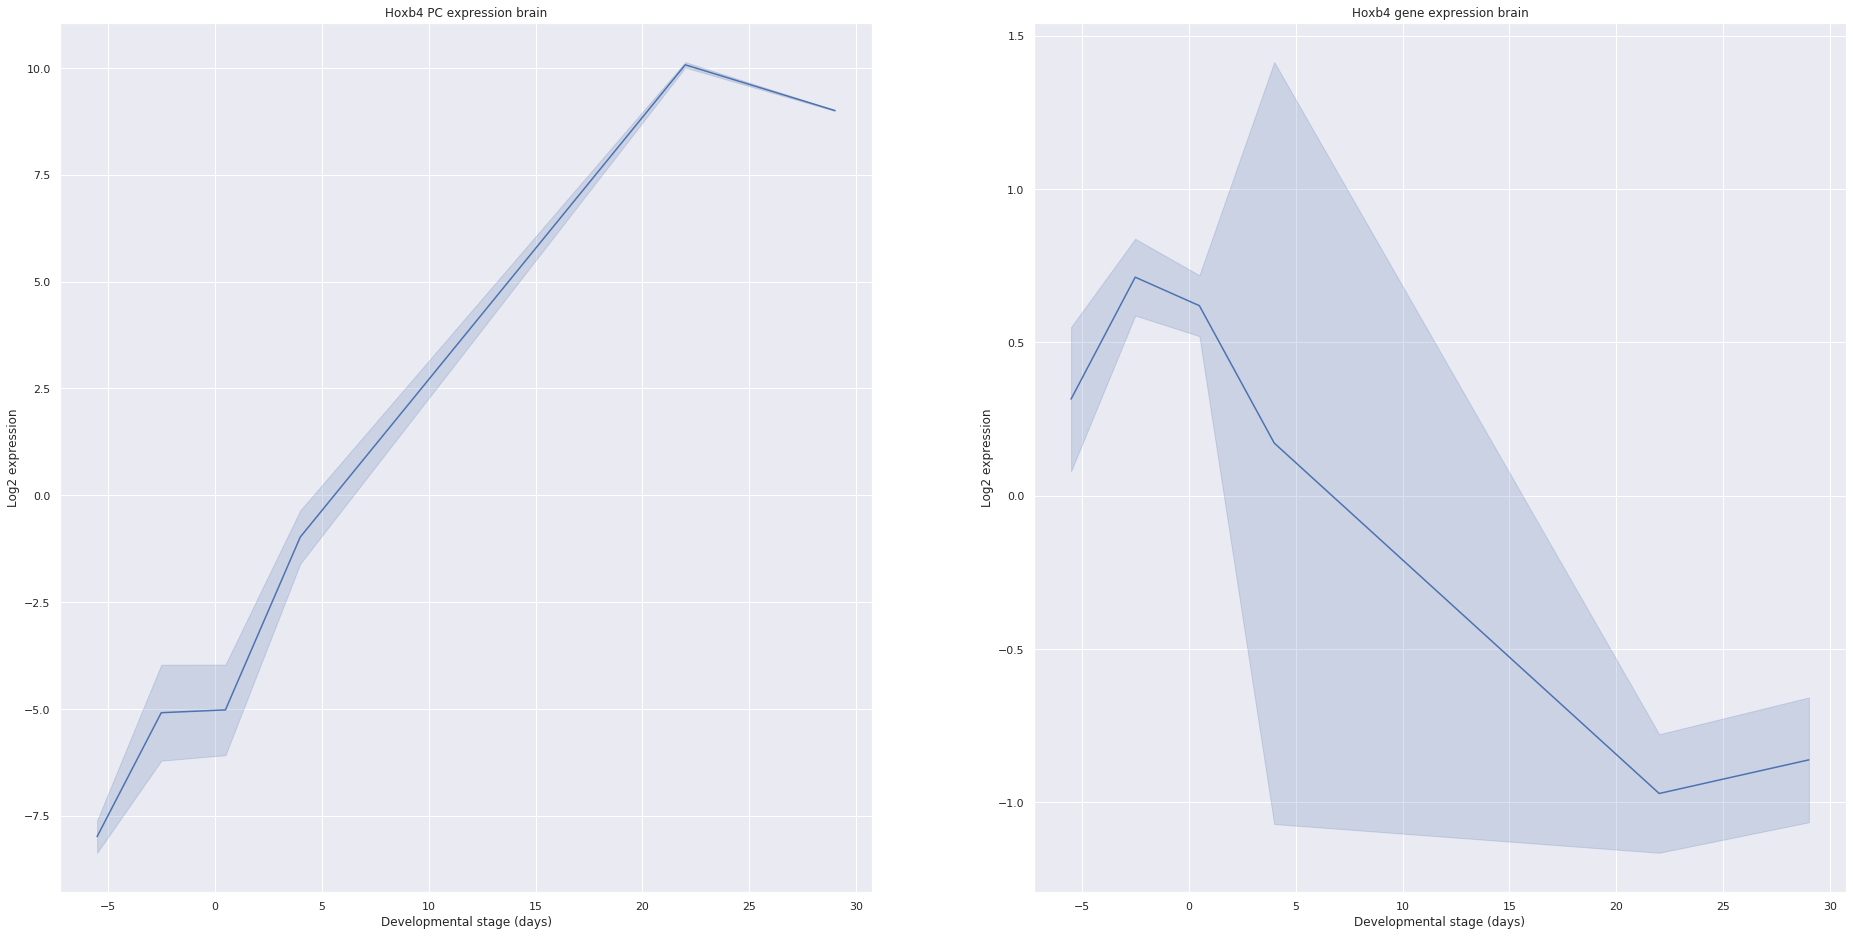 Hoxb4 PC expression brain
Log2 expression
10.0
7.5
5.0
2.5
0.0
−2.5
−5.0
−7.5
−5 0 5 10 15 20 25 30
Developmental stage (days)
Hoxb4 gene expression brain
Log2 expression
1.5
1.0
0.5
0.0
−0.5
−1.0
−5 0 5 10 15 20 25 30
Developmental stage (days)